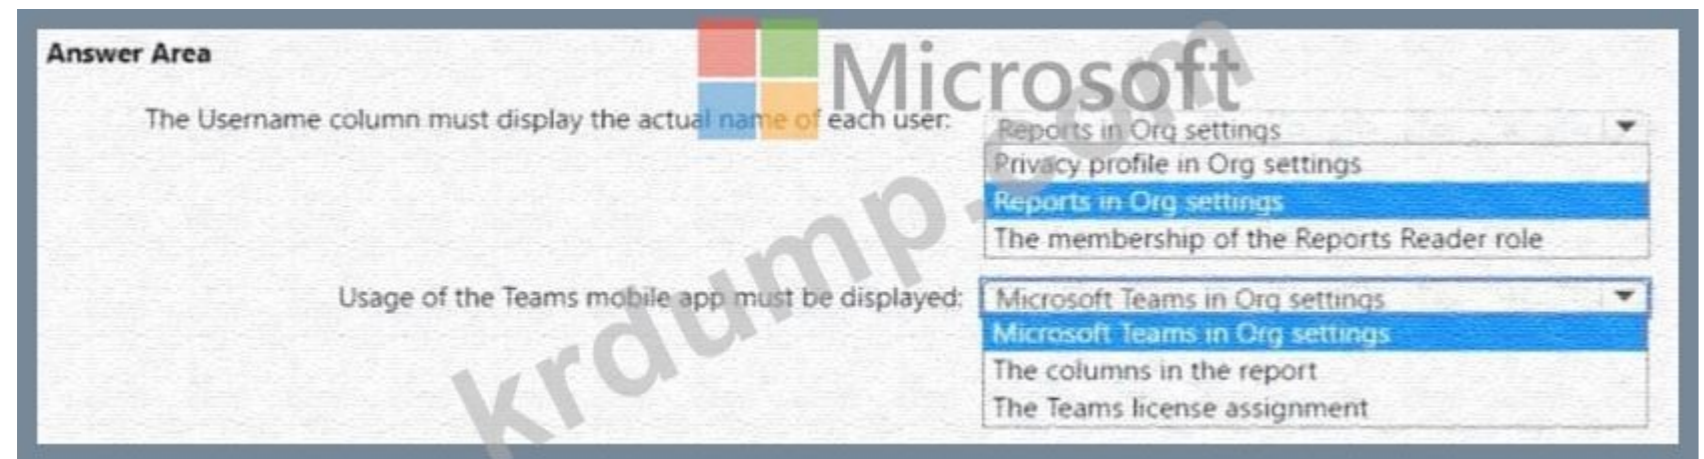 Microsoft
Answer Area
The Username column must display the actual name of each user:
Reports in Org settings
Privacy profile in Org settings
Reports in Org settings
The membership of the Reports Reader role
Usage of the Teams mobile app must be displayed:
Microsoft Teams in Org settings
Microsoft Teams in Org settings
The columns in the report
The Teams license assignment
krdump.com